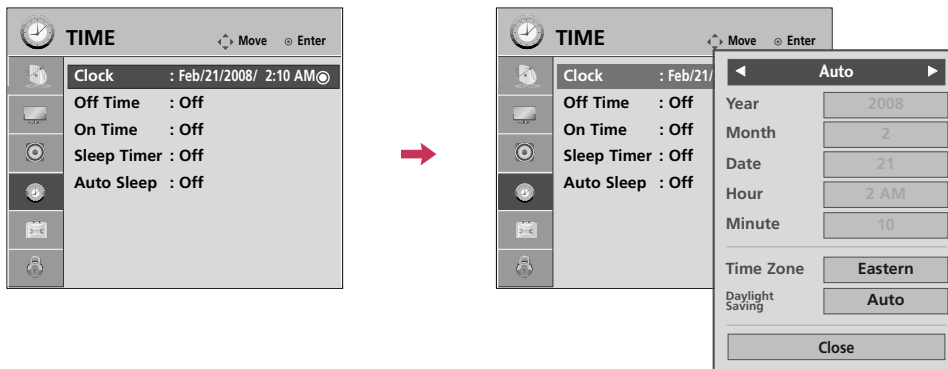 TIME
Move
Enter
Clock : Feb/21/2008/ 2:10 AM
Off Time : Off
On Time : Off
Sleep Timer : Off
Auto Sleep : Off
TIME
Move
Enter
Clock : Feb/21/
Off Time : Off
On Time : Off
Sleep Timer : Off
Auto Sleep : Off
Auto
Year 2008
Month 2
Date 21
Hour 2 AM
Minute 10
Time Zone Eastern
Daylight
Saving Auto
Close